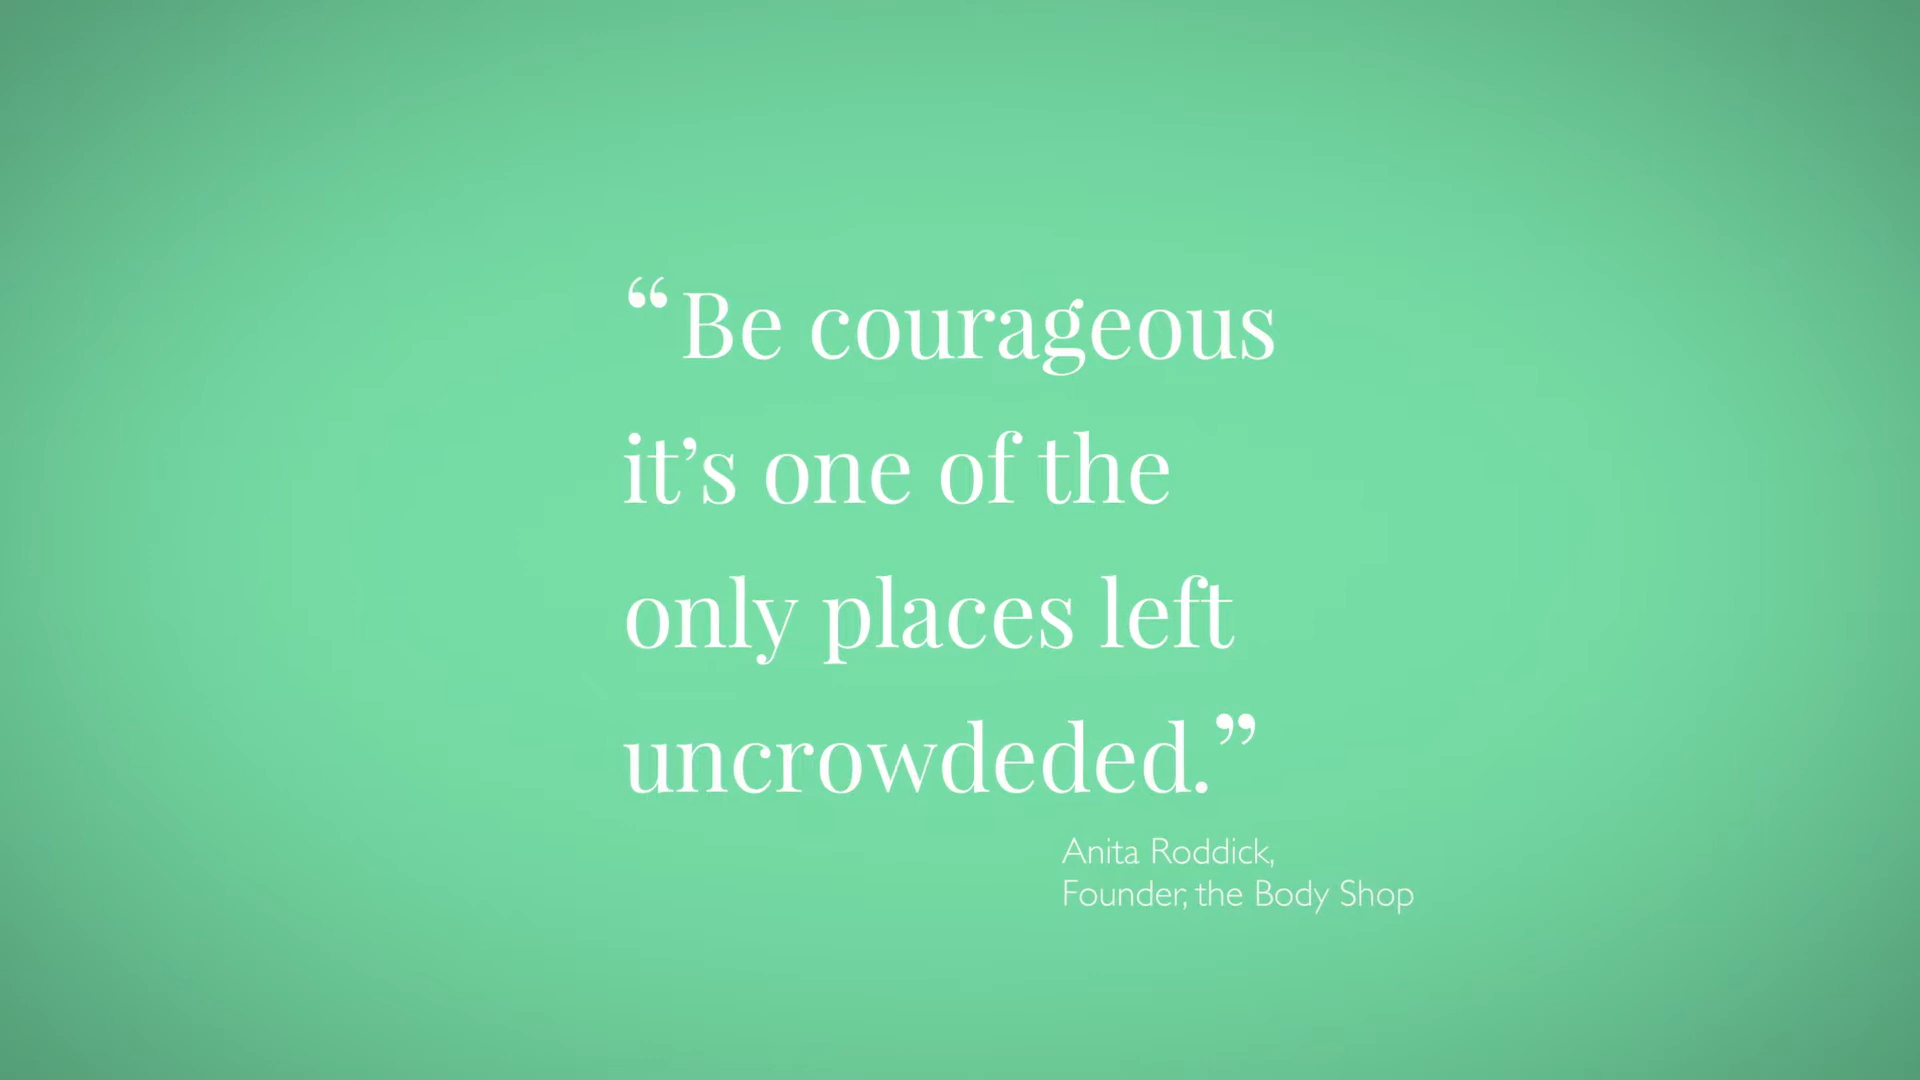 “Be courageous
it’s one of the
only places left
uncrowdeded.”
Anita Roddick,
Founder, the Body Shop